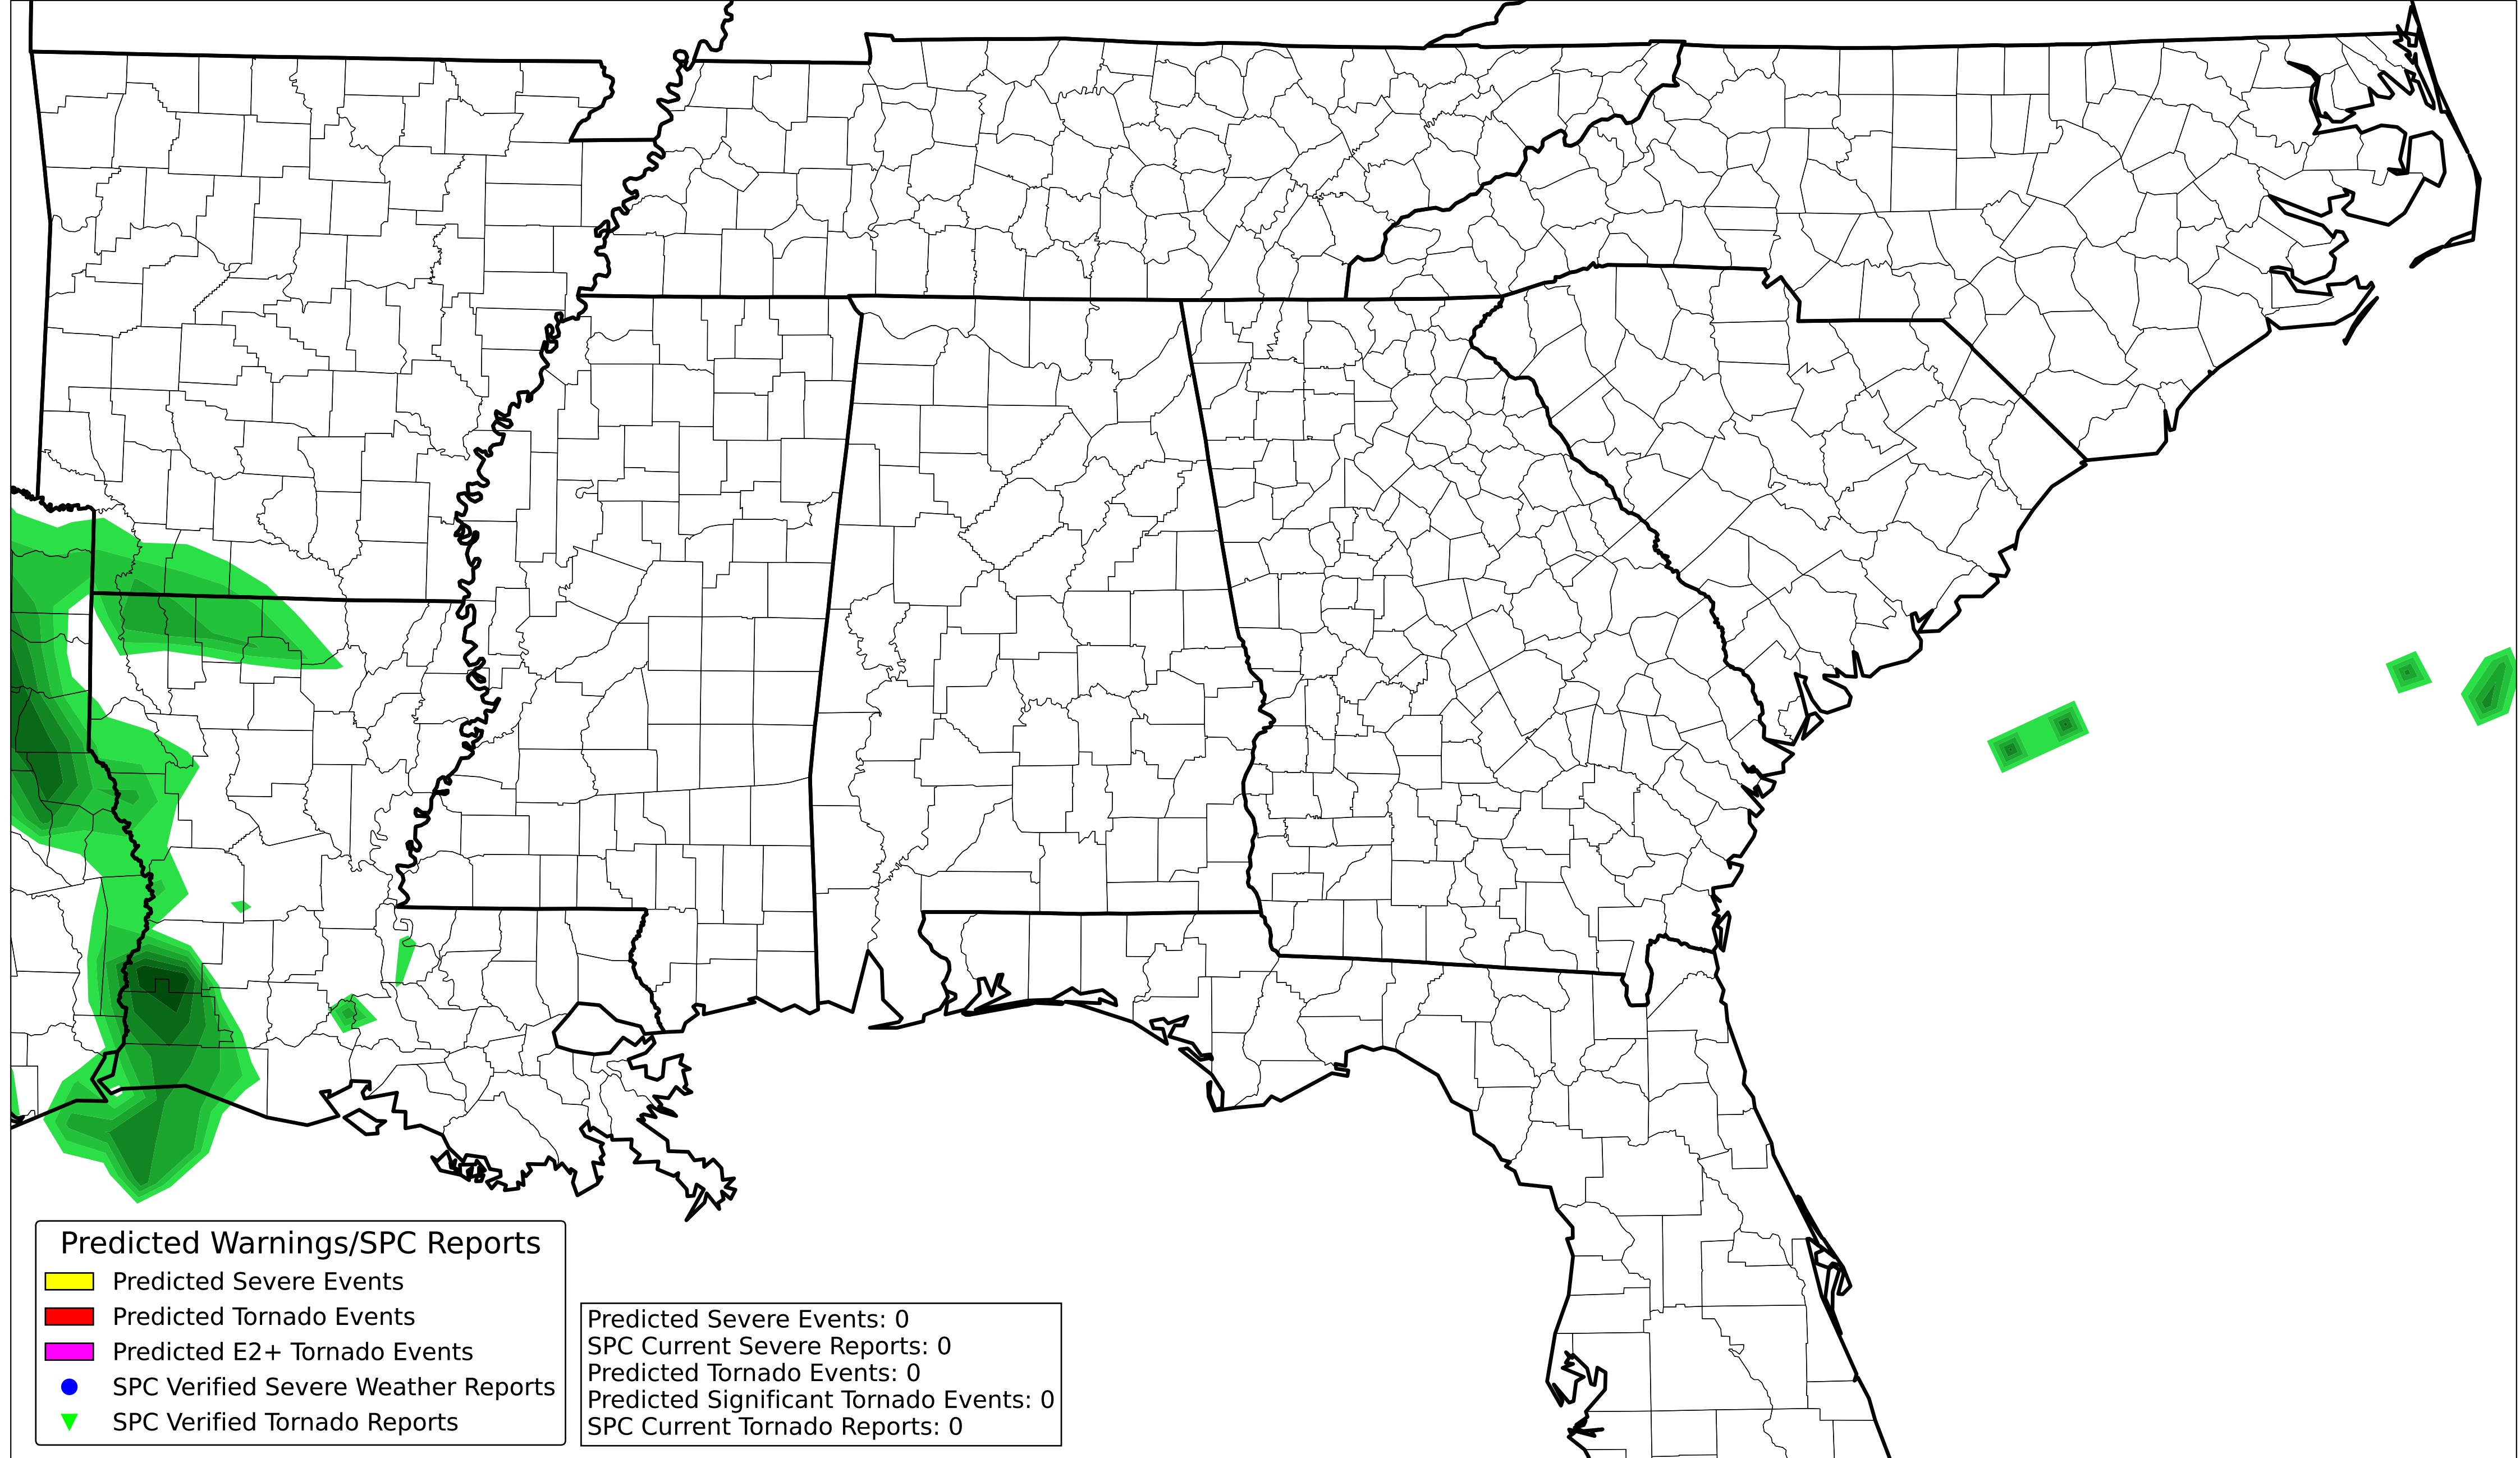 Predicted Warnings/SPC Reports
Predicted Severe Events
Predicted Tornado Events
Predicted E2+ Tornado Events
SPC Verified Severe Weather Reports
SPC Verified Tornado Reports
Predicted Severe Events: 0
SPC Current Severe Reports: 0
Predicted Tornado Events: 0
Predicted Significant Tornado Events: 0
SPC Current Tornado Reports: 0